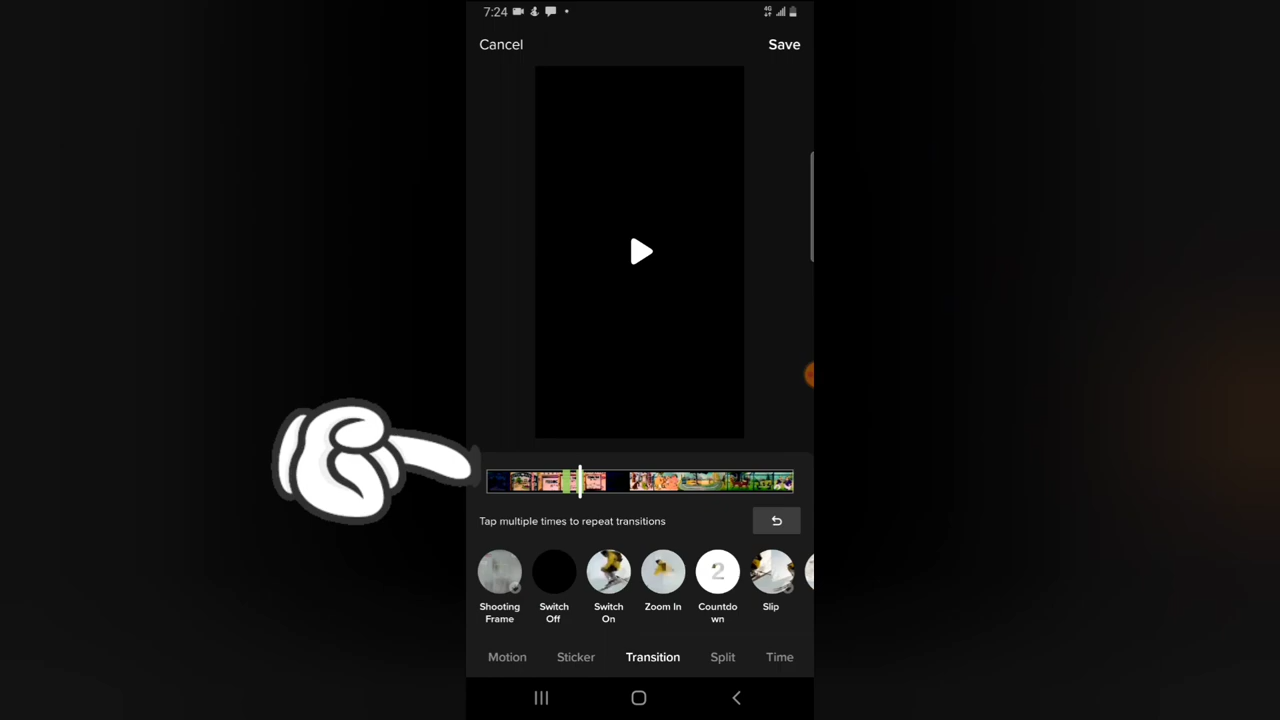 7:24
4G
Cancel
Save
Tap multiple times to repeat transitions
2
Shooting
Frame
Switch
Off
Switch
On
Zoom In
Countdo
wn
Slip
Motion
Sticker
Transition
Split
Time